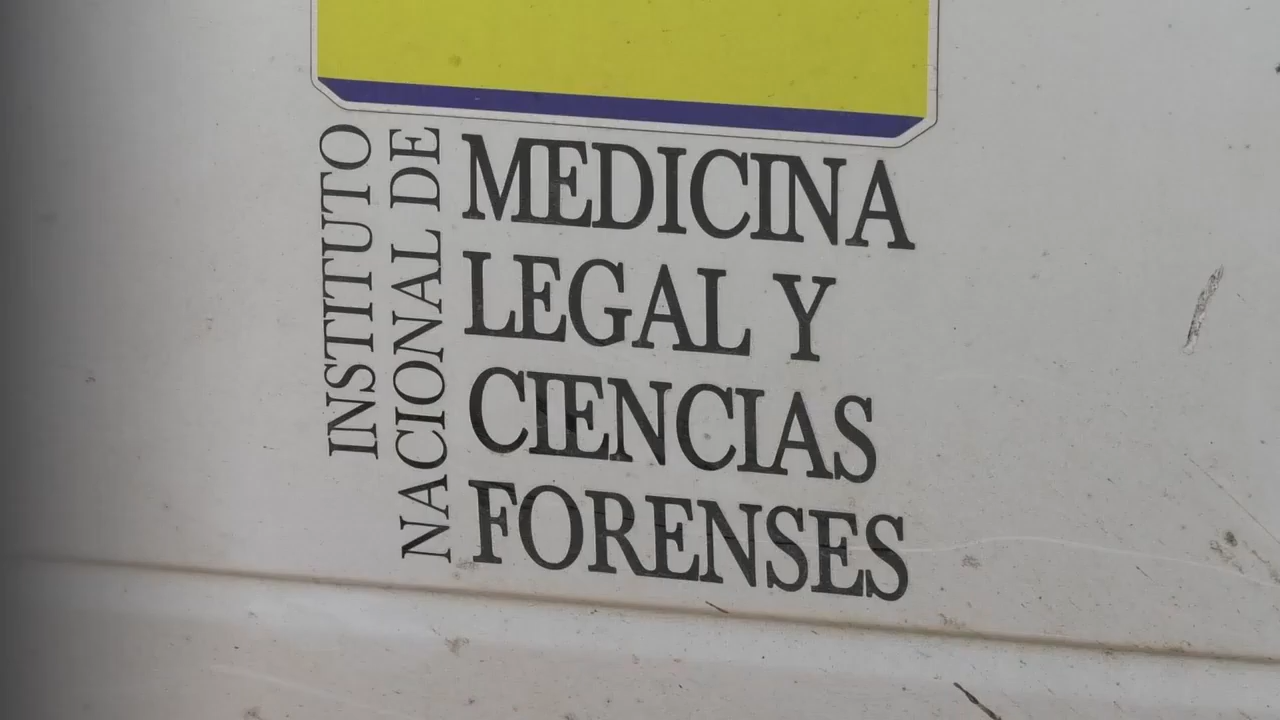 INSTITUTO
NACIONAL DE
MEDICINA
LEGAL Y
CIENCIAS
FORENSES